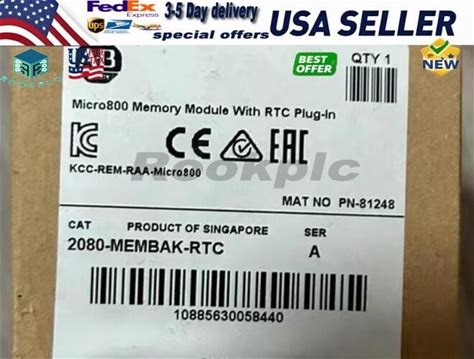 FedEx
Express
3-5 Day delivery
USA SELLER
ups
special offers
AB
BEST
OFFER
QTY 1
NEW
Micro800 Memory Module With RTC Plug-In
CE
EAC
KCC-REM-RAA-Micro800
Rookplc
MAT NO PN-81248
CAT PRODUCT OF SINGAPORE SER
2080-MEMBAK-RTC A
10885630058440